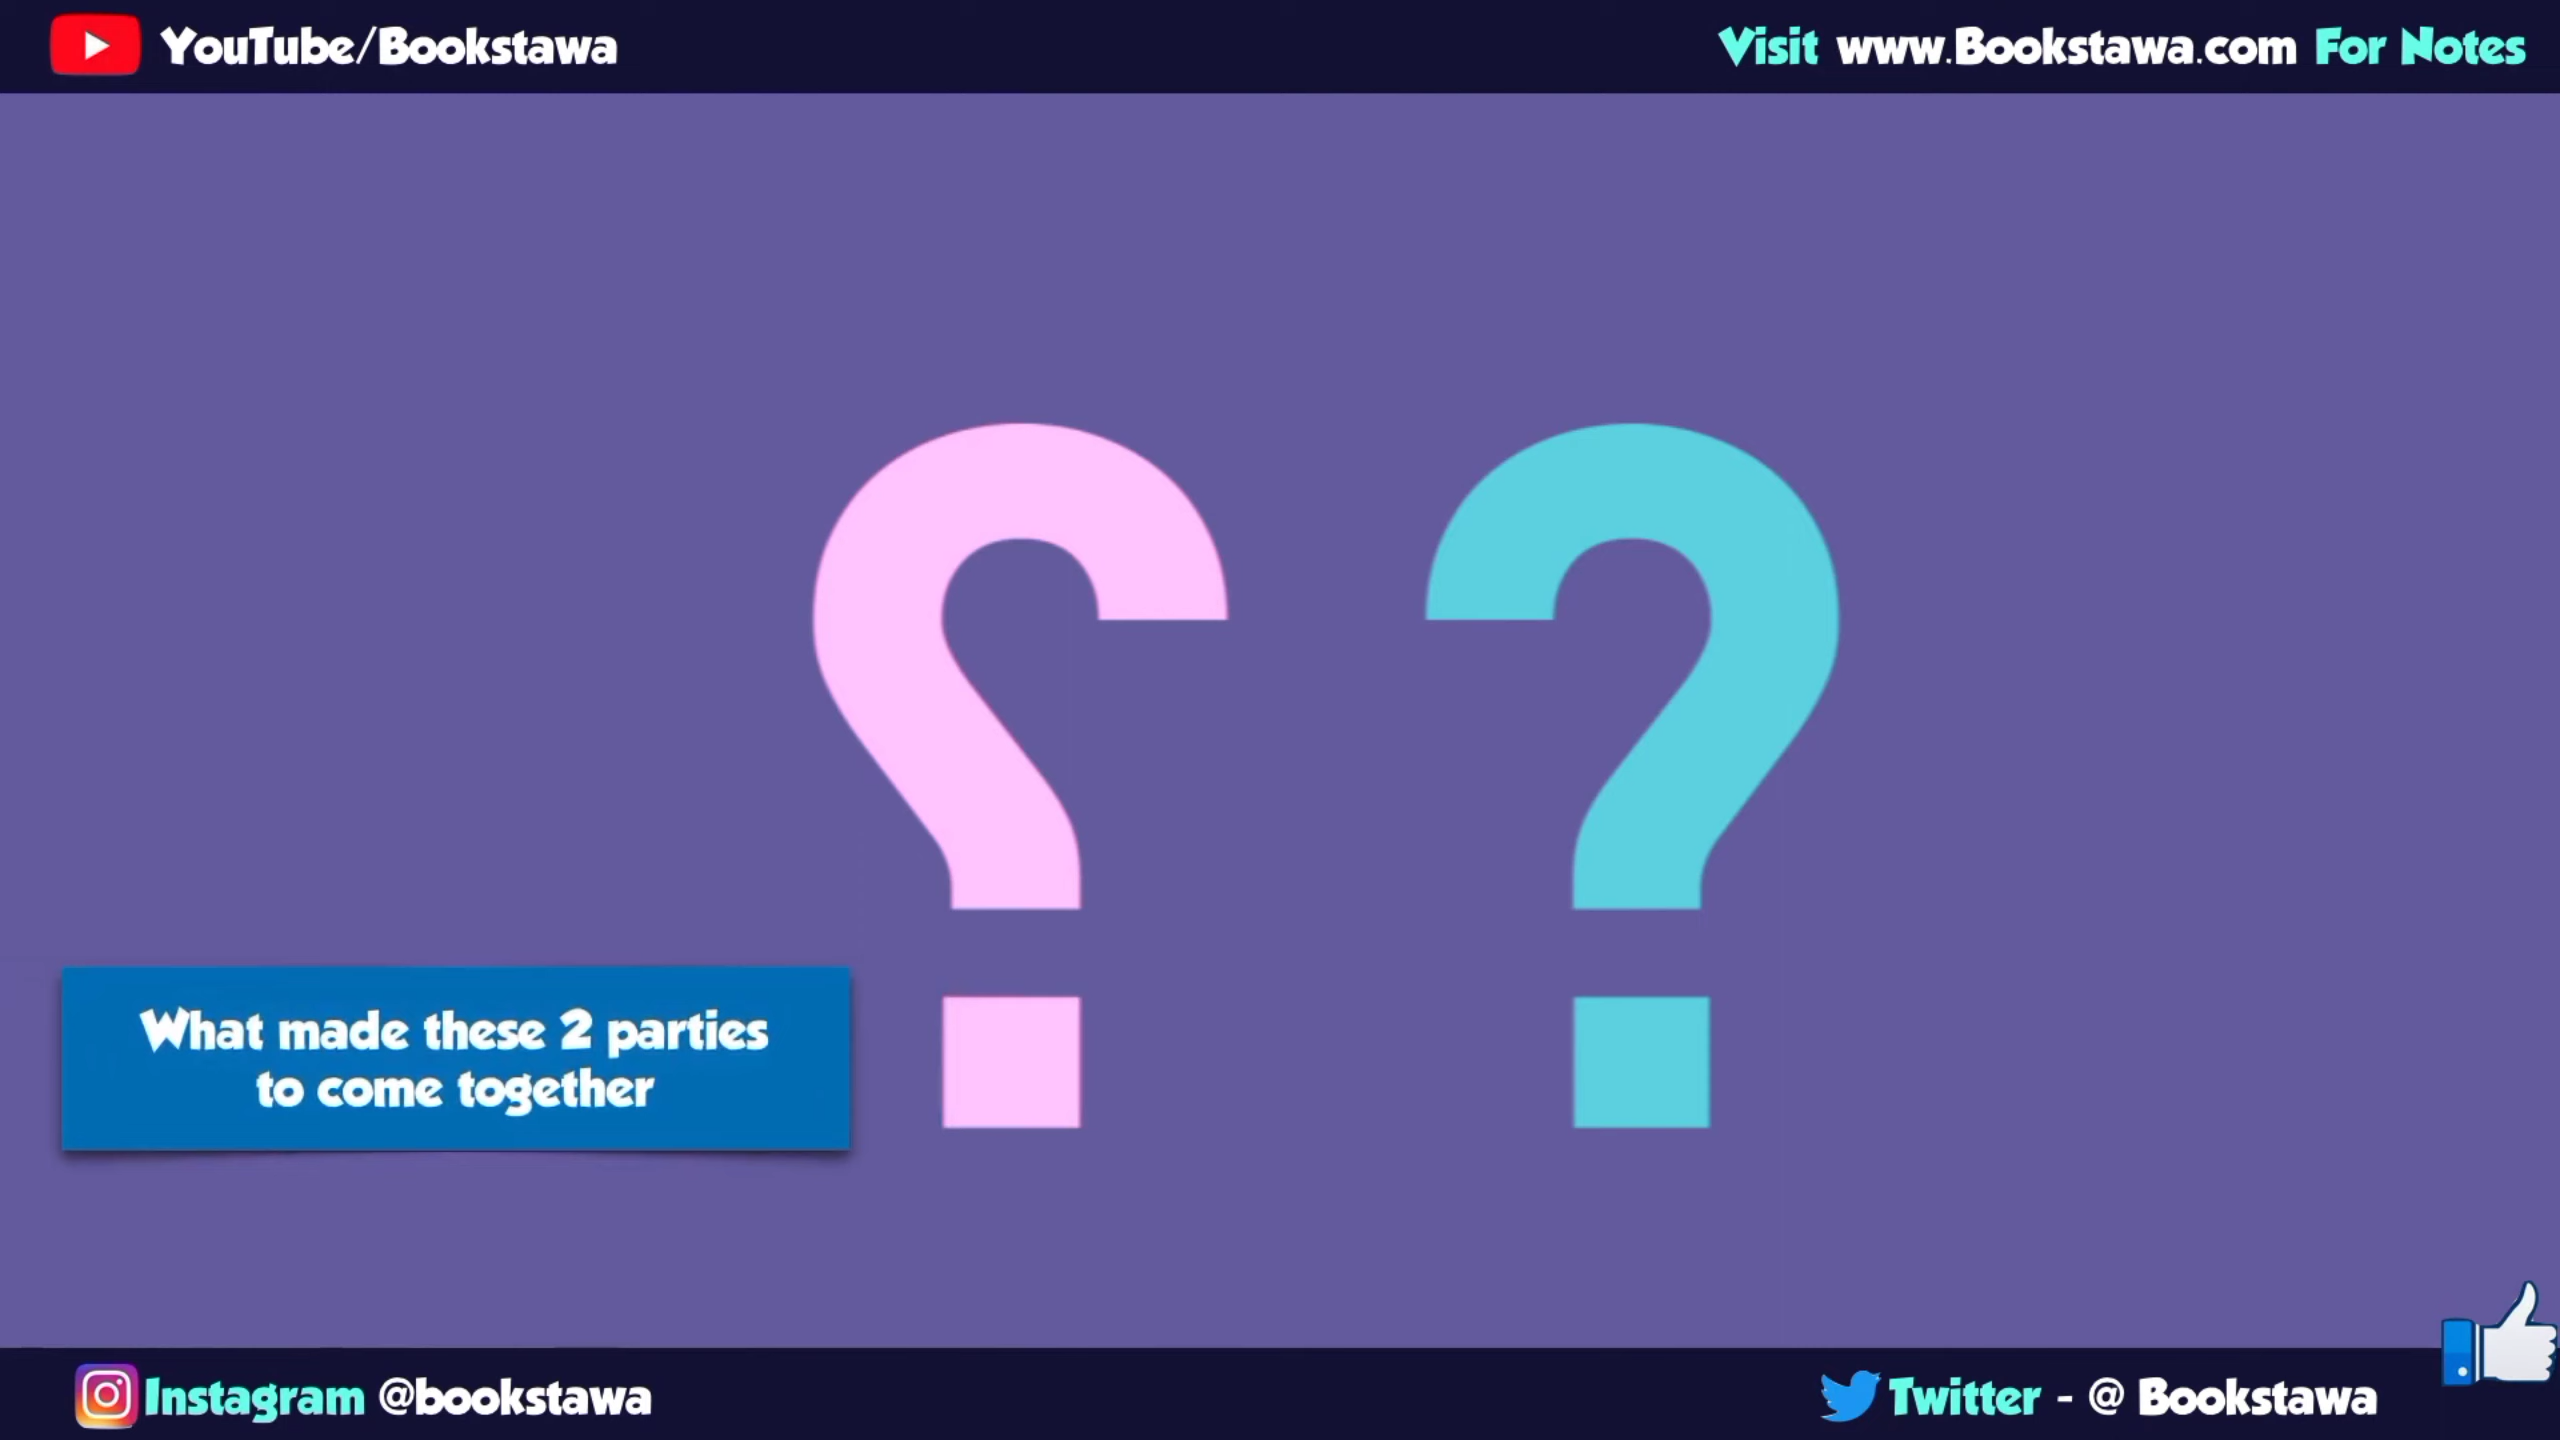 YouTube/Bookstawa
Visit www.Bookstawa.com For Notes
??
What made these 2 parties
to come together
Instagram @bookstawa
Twitter - @ Bookstawa